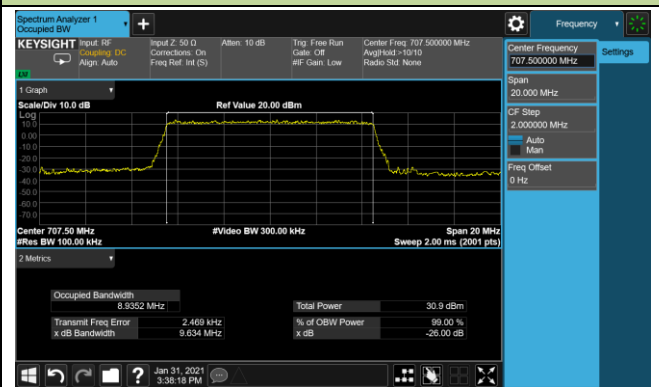 Spectrum Analyzer 1
Occupied BW
Frequency
KEYSIGHT
Input: RF
Coupling: DC
Align: Auto
Input Z: 50 Ω
Corrections: On
Freq Ref: Int (S)
Atten: 10 dB
Trig: Free Run
Gate: Off
#IF Gain: Low
Center Freq: 707.500000 MHz
Avg|Hold:>10/10
Radio Std: None
Center Frequency
707.500000 MHz
Settings
Span
20.000 MHz
CF Step
2.000000 MHz
Auto
Man
Freq Offset
0 Hz
1 Graph
Scale/Div 10.0 dB
Ref Value 20.00 dBm
Log
10.0
0.00
-10.0
-20.0
-30.0
-40.0
-50.0
-60.0
-70.0
Center 707.50 MHz
#Video BW 300.00 kHz
Span 20 MHz
#Res BW 100.00 kHz
Sweep 2.00 ms (2001 pts)
2 Metrics
Occupied Bandwidth
8.9352 MHz
Total Power 30.9 dBm
Transmit Freq Error 2.469 kHz
% of OBW Power 99.00 %
x dB Bandwidth 9.634 MHz
x dB -26.00 dB
?
Jan 31, 2021
3:38:18 PM